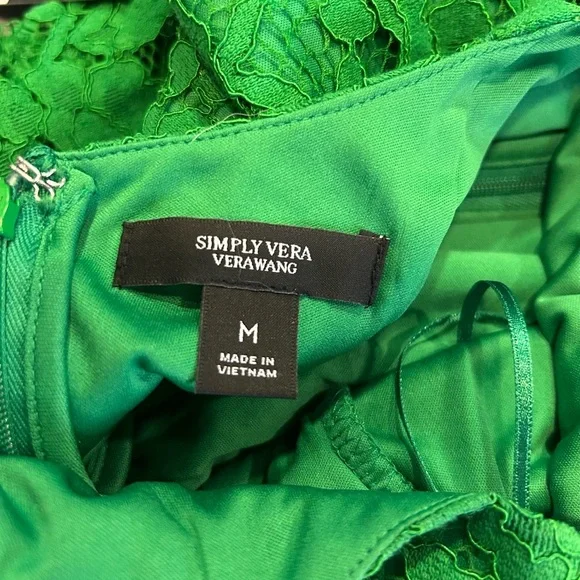 SIMPLY VERA
VERAWANG
M
MADE IN
VIETNAM